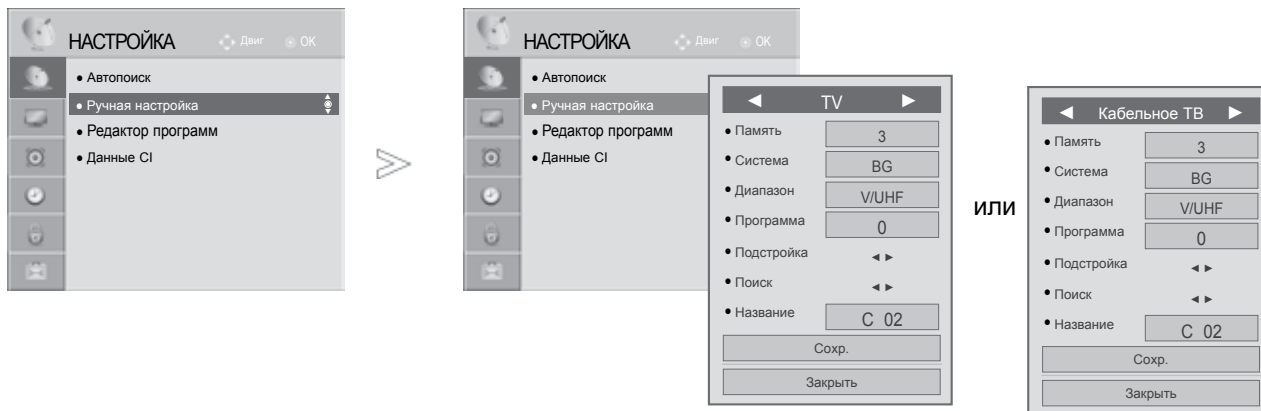 НАСТРОЙКА Двиг ОК
• Автопоиск
• Ручная настройка
• Редактор программ
• Данные CI
НАСТРОЙКА Двиг ОК
• Автопоиск
• Ручная настройка
• Редактор программ
• Данные CI
◄ TV ►
• Память 3
• Система BG
• Диапазон V/UHF
• Программа 0
• Подстройка ◄ ►
• Поиск ◄ ►
• Название C 02
Сохр.
Закрыть
или
◄ Кабельное ТВ ►
• Память 3
• Система BG
• Диапазон V/UHF
• Программа 0
• Подстройка ◄ ►
• Поиск ◄ ►
• Название C 02
Сохр.
Закрыть